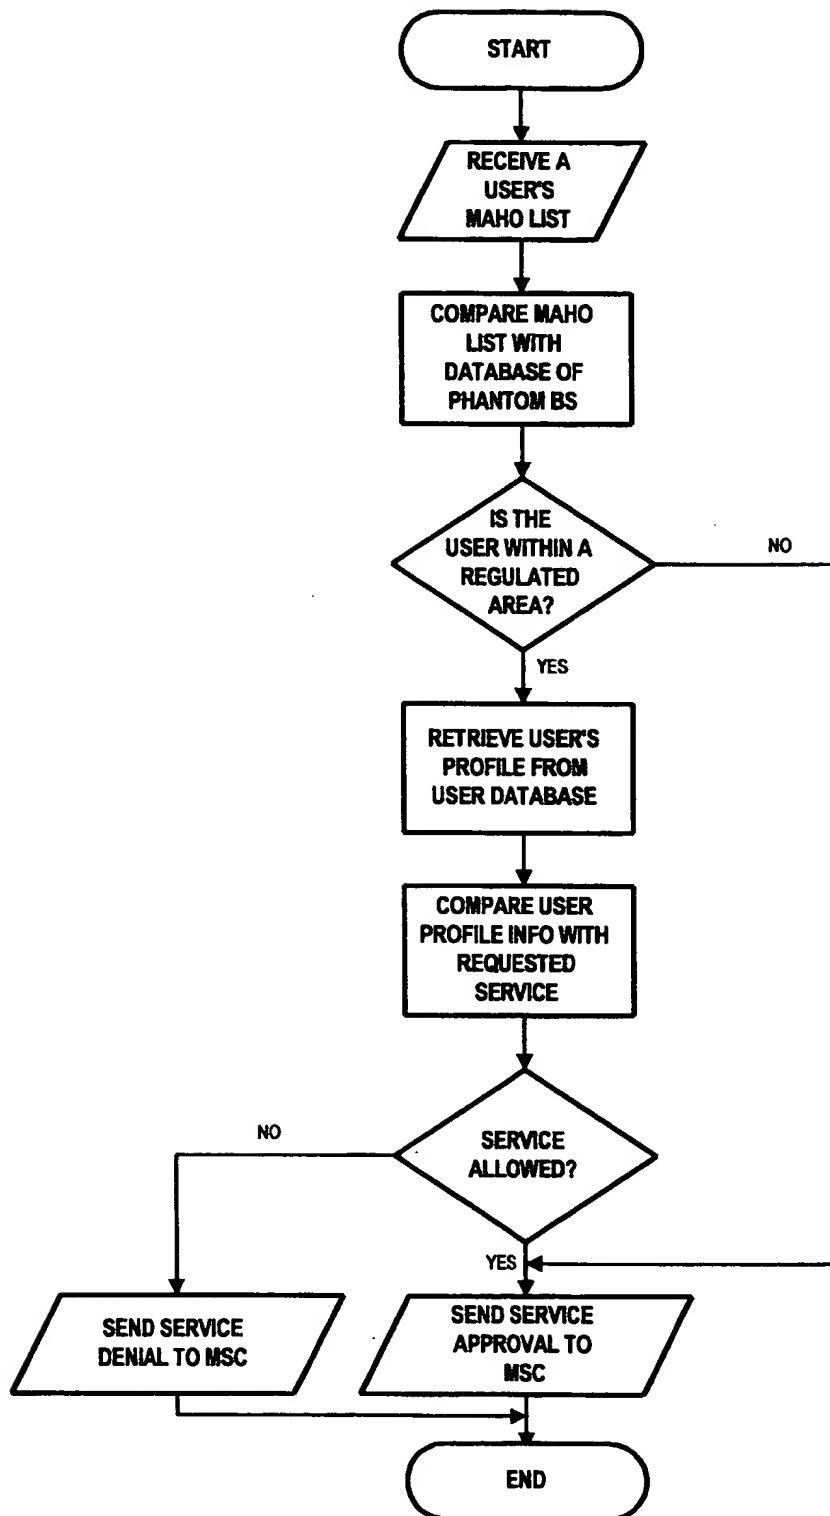 START
RECEIVE A
USER'S
MAHO LIST
COMPARE MAHO
LIST WITH
DATABASE OF
PHANTOM BS
IS THE
USER WITHIN A
REGULATED
AREA?
NO
YES
RETRIEVE USER'S
PROFILE FROM
USER DATABASE
COMPARE USER
PROFILE INFO WITH
REQUESTED
SERVICE
SERVICE
ALLOWED?
NO
YES
SEND SERVICE
DENIAL TO MSC
SEND SERVICE
APPROVAL TO
MSC
END